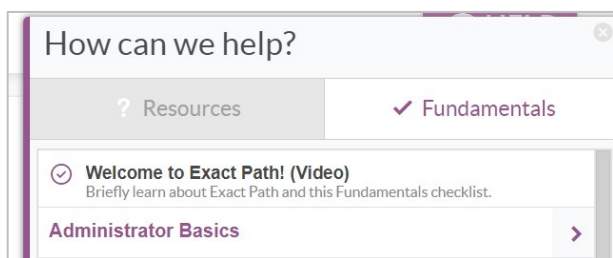 How can we help?
? Resources
Fundamentals
Welcome to Exact Path! (Video)
Briefly learn about Exact Path and this Fundamentals checklist.
Administrator Basics